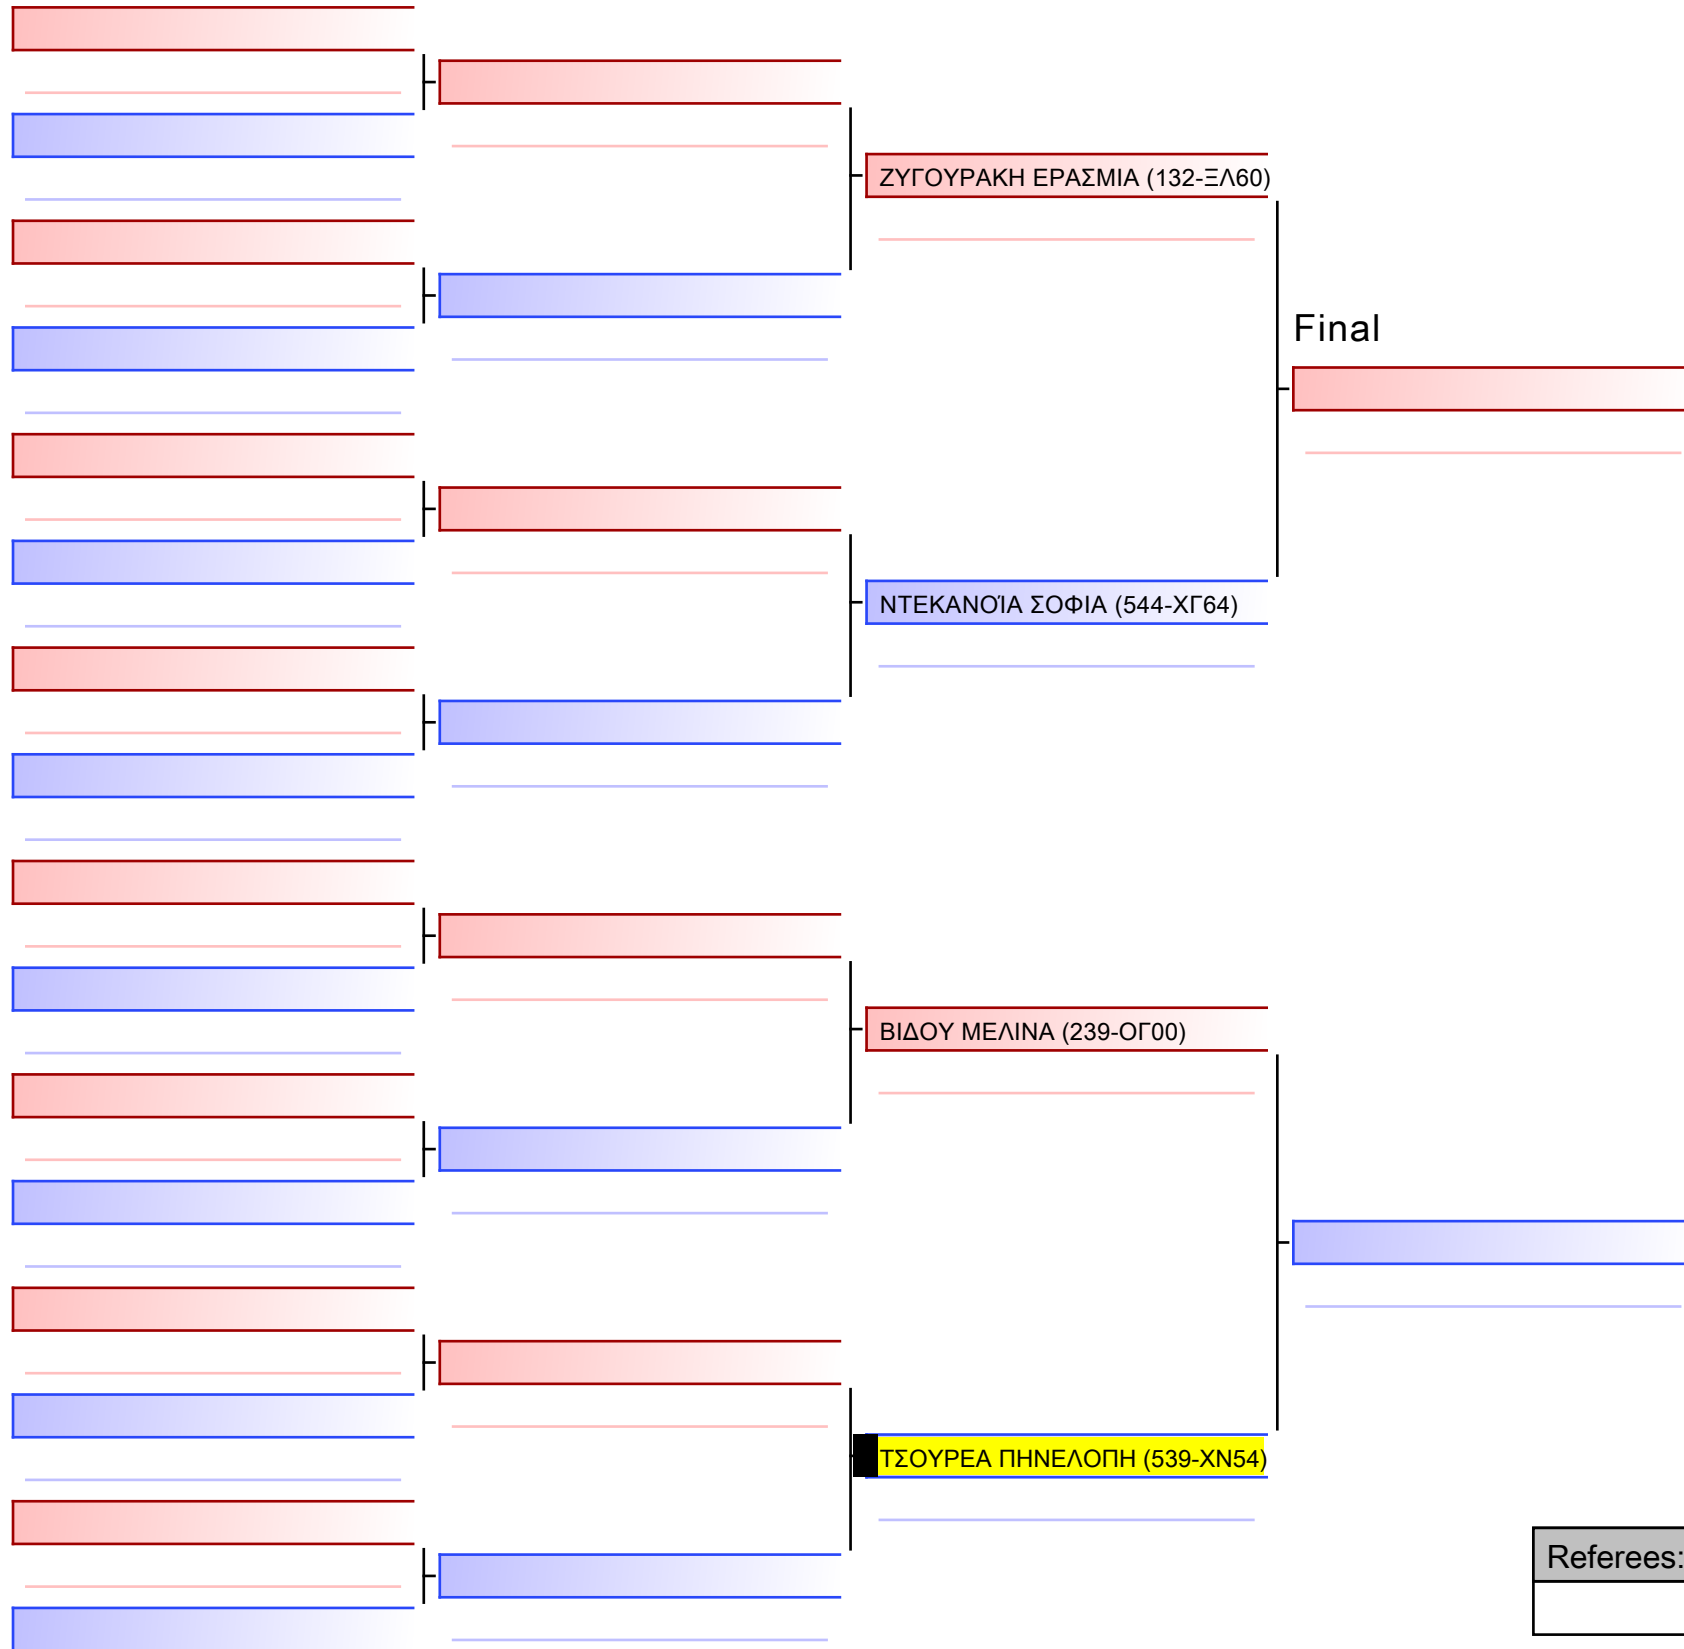 ΖΥΓΟΥΡΑΚΗ ΕΡΑΣΜΙΑ (132-ΞΛ60)
Final
ΝΤΕΚΑΝΟΪΑ ΣΟΦΙΑ (544-ΧΓ64)
ΒΙΔΟΥ ΜΕΛΙΝΑ (239-ΟΓ00)
ΤΣΟΥΡΕΑ ΠΗΝΕΛΟΠΗ (539-ΧΝ54)
Referees: